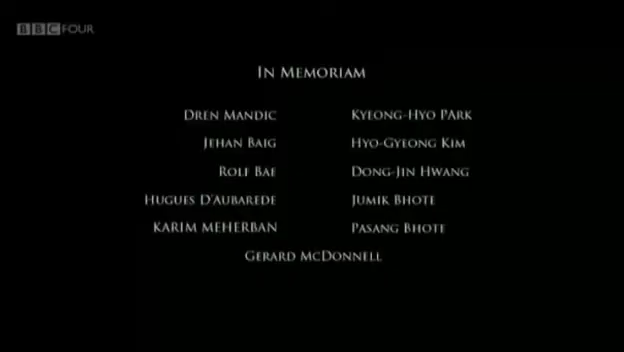 BBC FOUR
IN MEMORIAM
DREN MANDIC KYEONG-HYO PARK
JEHAN BAIG HYO-GYEONG KIM
ROLF BAE DONG-JIN HWANG
HUGUES D'AUBAREDE JUMIK BHOTE
KARIM MEHERBAN PASANG BHOTE
GERARD MCDONNELL